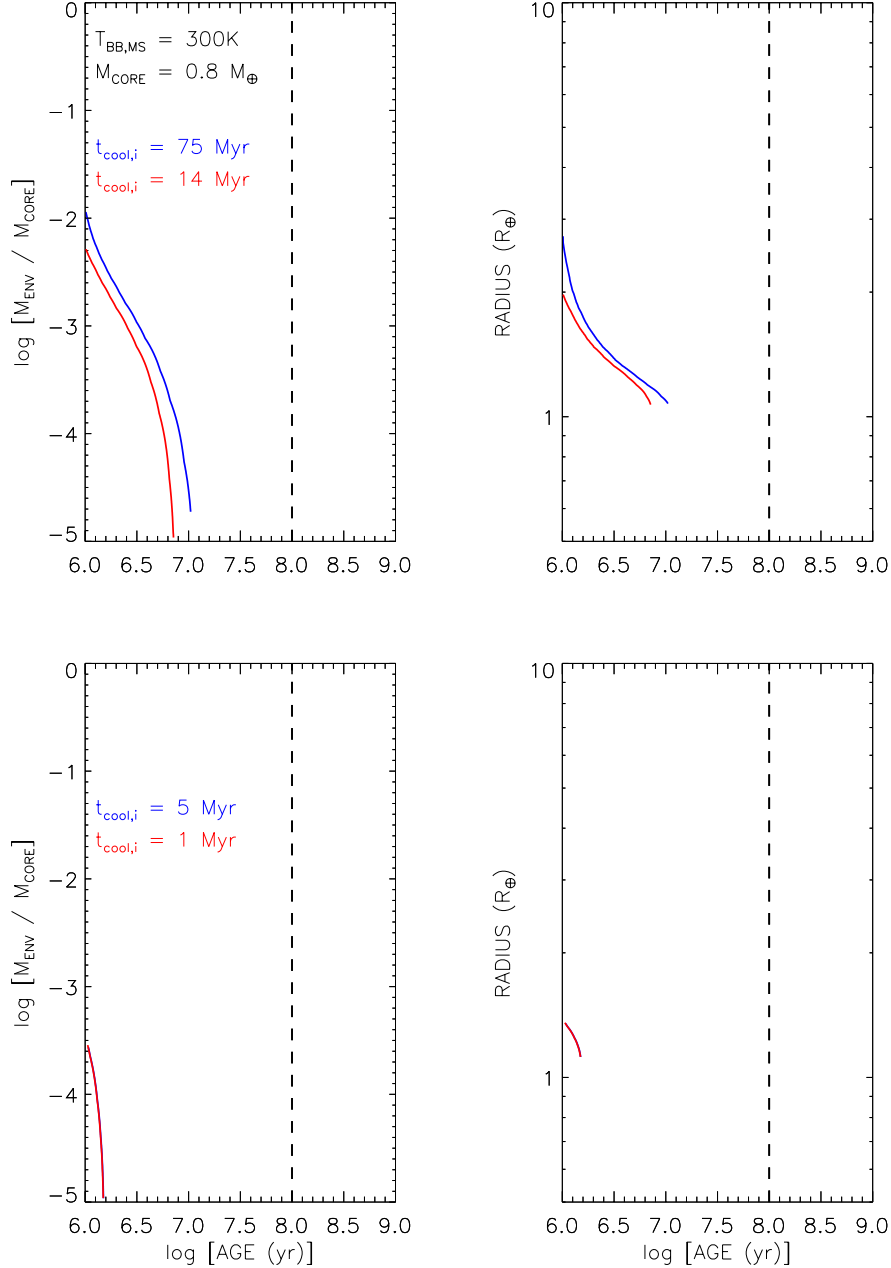 0
T_BB,MS = 300K
M_CORE = 0.8 M_⊕
−1
t_cool,i = 75 Myr
t_cool,i = 14 Myr
−2
−3
−4
−5
log [M_ENV / M_CORE]
6.0 6.5 7.0 7.5 8.0 8.5 9.0
10
1
RADIUS (R_⊕)
6.0 6.5 7.0 7.5 8.0 8.5 9.0
0
−1
t_cool,i = 5 Myr
t_cool,i = 1 Myr
−2
−3
−4
−5
log [M_ENV / M_CORE]
6.0 6.5 7.0 7.5 8.0 8.5 9.0
log [AGE (yr)]
10
1
RADIUS (R_⊕)
6.0 6.5 7.0 7.5 8.0 8.5 9.0
log [AGE (yr)]